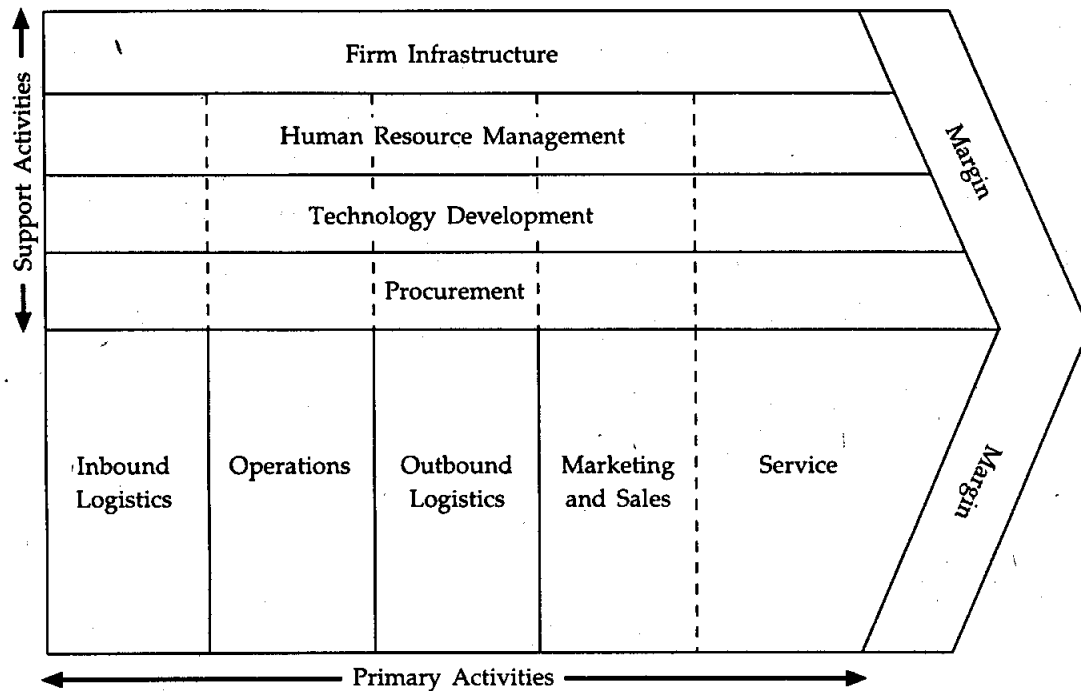 Support Activities
Firm Infrastructure
Human Resource Management
Technology Development
Procurement
Margin
Inbound
Logistics
Operations
Outbound
Logistics
Marketing
and Sales
Service
Margin
Primary Activities